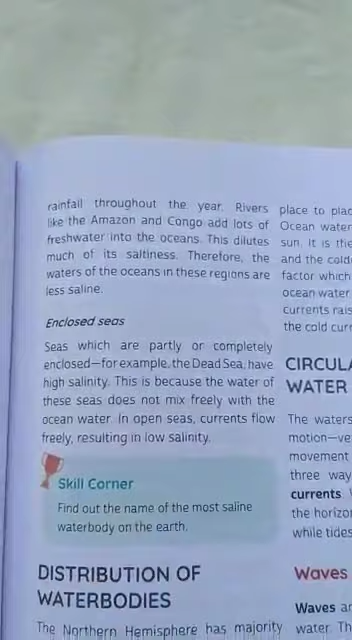 rainfall throughout the year. Rivers
like the Amazon and Congo add lots of
freshwater into the oceans. This dilutes
much of its saltiness. Therefore, the
waters of the oceans in these regions are
less saline.
Enclosed seas
Seas which are partly or completely
enclosed—for example, the Dead Sea, have
high salinity. This is because the water of
these seas does not mix freely with the
ocean water. In open seas, currents flow
freely, resulting in low salinity.
Skill Corner
Find out the name of the most saline
waterbody on the earth.
DISTRIBUTION OF
WATERBODIES
The Northern Hemisphere has majority
place to plac
Ocean water
sun. It is the
and the cold
factor which
ocean water
currents rais
the cold curr
CIRCULA
WATER
The waters
motion—ve
movement
three way
currents
the horizon
while tides
Waves
Waves ar
water. Th